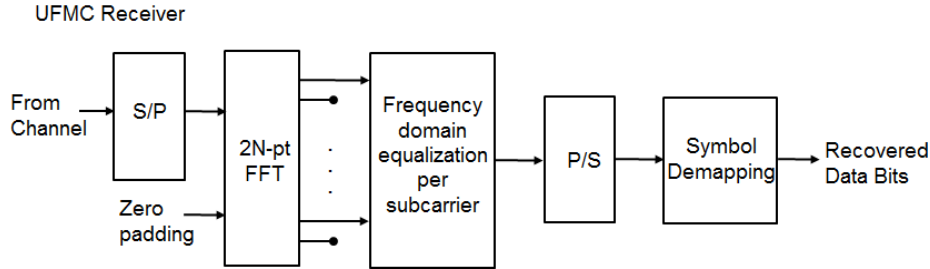 UFMC Receiver
From
Channel
S/P
Zero
padding
2N-pt
FFT
Frequency
domain
equalization
per
subcarrier
P/S
Symbol
Demapping
Recovered
Data Bits